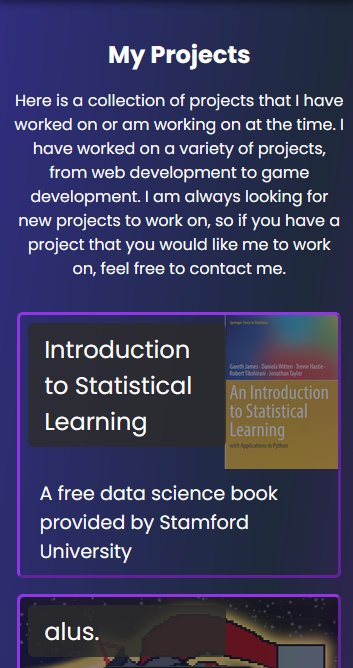 My Projects
Here is a collection of projects that I have
worked on or am working on at the time. I
have worked on a variety of projects,
from web development to game
development. I am always looking for
new projects to work on, so if you have a
project that you would like me to work
on, feel free to contact me.
Introduction
to Statistical
Learning
Springer Texts in Statistics
Gareth James · Daniela Witten · Trevor Hastie ·
Robert Tibshirani · Jonathan Taylor
An Introduction
to Statistical
Learning
with Applications in Python
A free data science book
provided by Stamford
University
alus.